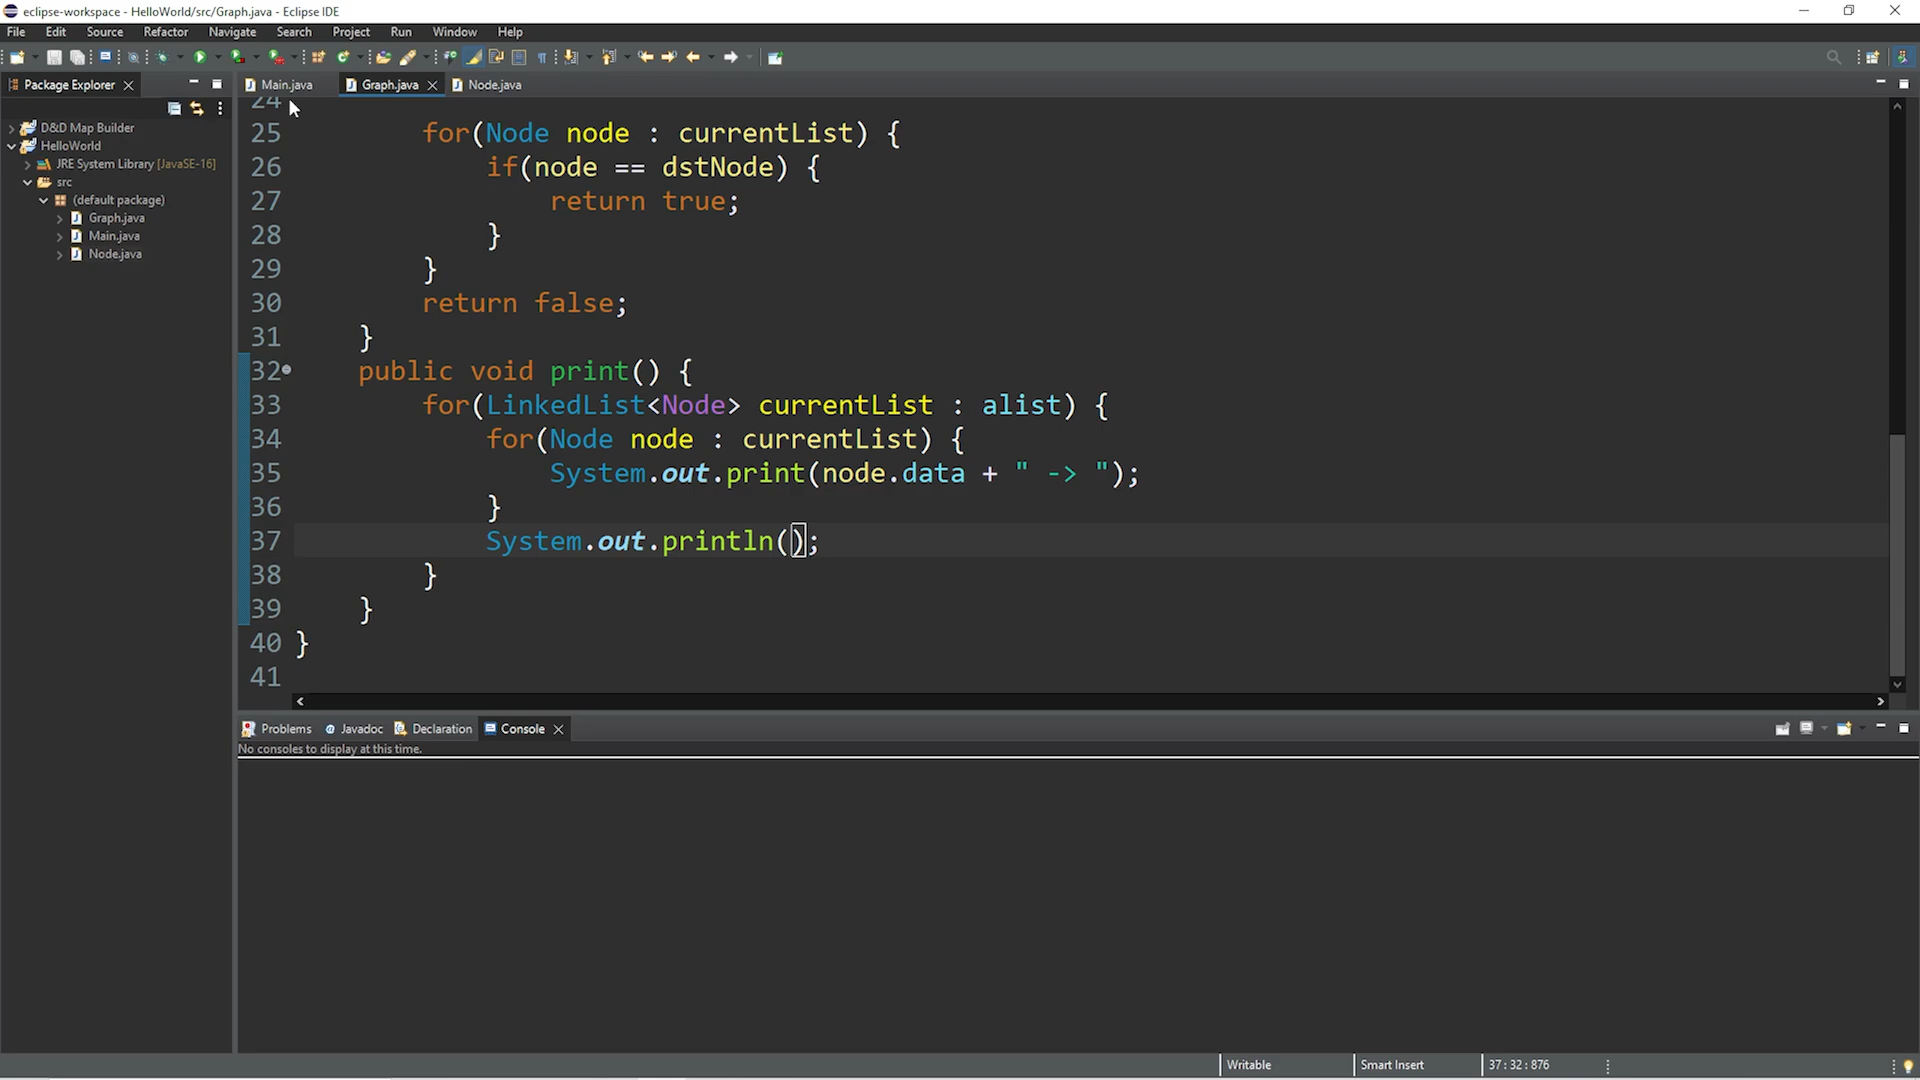 eclipse-workspace - HelloWorld/src/Graph.java - Eclipse IDE
File Edit Source Refactor Navigate Search Project Run Window Help
Package Explorer
D&D Map Builder
HelloWorld
JRE System Library [JavaSE-16]
src
(default package)
Graph.java
Main.java
Node.java
Main.java Graph.java Node.java
24
25 for(Node node : currentList) {
26 if(node == dstNode) {
27 return true;
28 }
29 }
30 return false;
31 }
32 public void print() {
33 for(LinkedList<Node> currentList : alist) {
34 for(Node node : currentList) {
35 System.out.print(node.data + " -> ");
36 }
37 System.out.println();
38 }
39 }
40 }
41
Problems Javadoc Declaration Console
No consoles to display at this time.
Writable Smart Insert 37 : 32 : 876